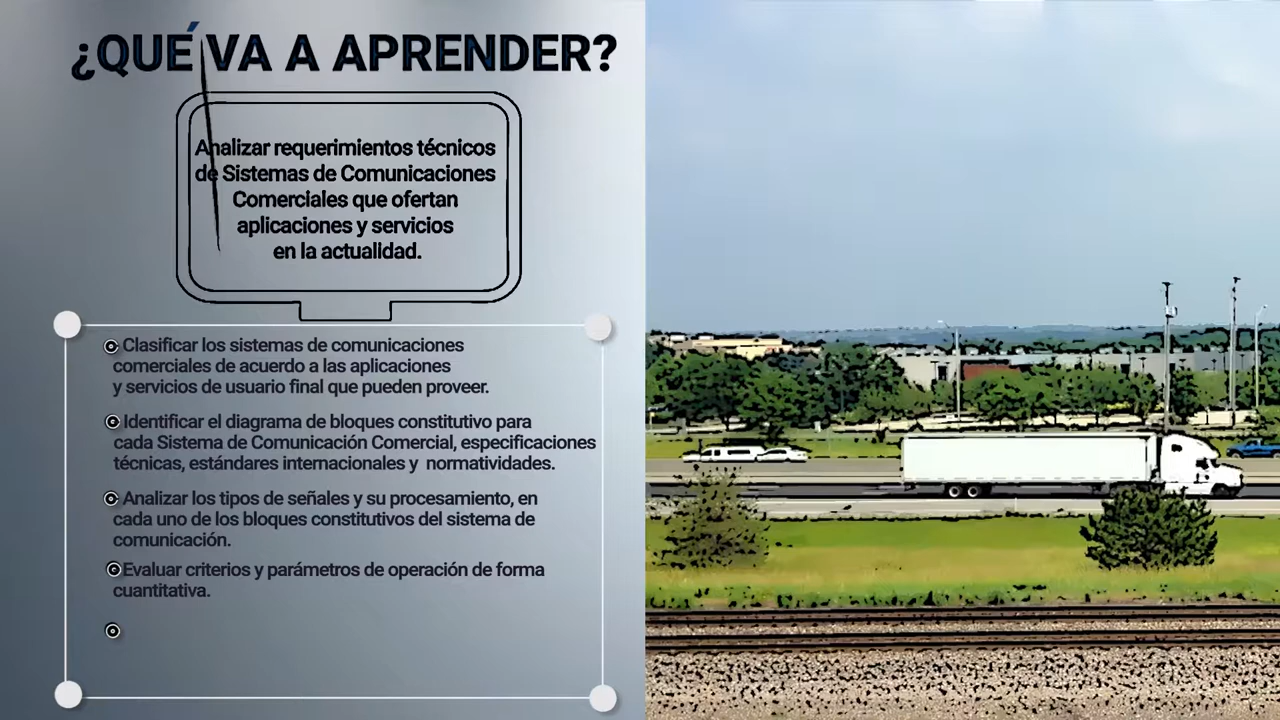 ¿QUÉ VA A APRENDER?
Analizar requerimientos técnicos
de Sistemas de Comunicaciones
Comerciales que ofertan
aplicaciones y servicios
en la actualidad.
Clasificar los sistemas de comunicaciones
comerciales de acuerdo a las aplicaciones
y servicios de usuario final que pueden proveer.
Identificar el diagrama de bloques constitutivo para
cada Sistema de Comunicación Comercial, especificaciones
técnicas, estándares internacionales y normatividades.
Analizar los tipos de señales y su procesamiento, en
cada uno de los bloques constitutivos del sistema de
comunicación.
Evaluar criterios y parámetros de operación de forma
cuantitativa.